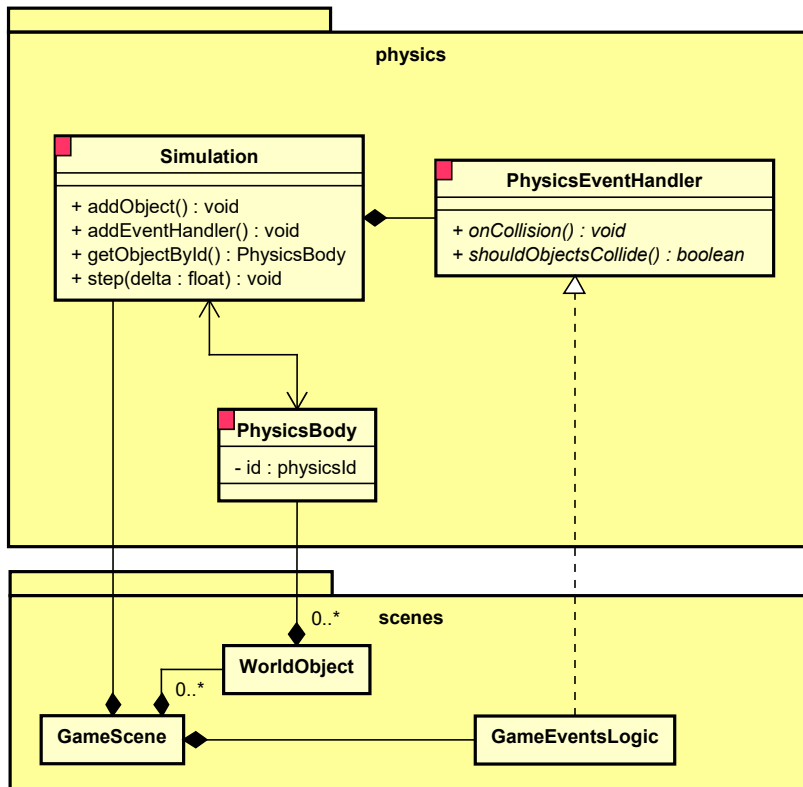 physics
Simulation
+ addObject() : void
+ addEventHandler() : void
+ getObjectById() : PhysicsBody
+ step(delta : float) : void
PhysicsEventHandler
+ onCollision() : void
+ shouldObjectsCollide() : boolean
PhysicsBody
- id : physicsId
scenes
0..*
WorldObject
0..*
GameScene
GameEventsLogic